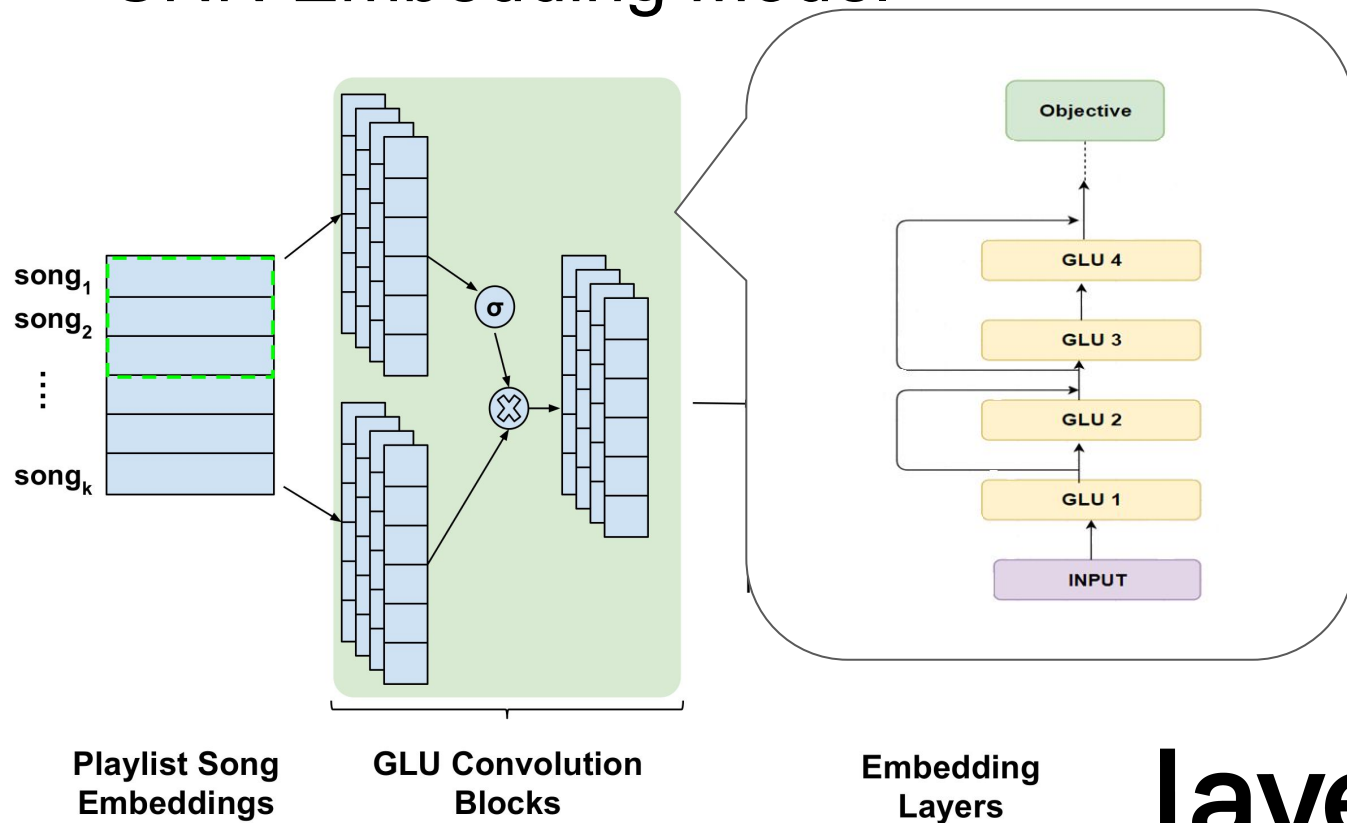 song1
song2
songk
σ
Playlist Song
Embeddings
GLU Convolution
Blocks
Objective
GLU 4
GLU 3
GLU 2
GLU 1
INPUT
Embedding
Layers